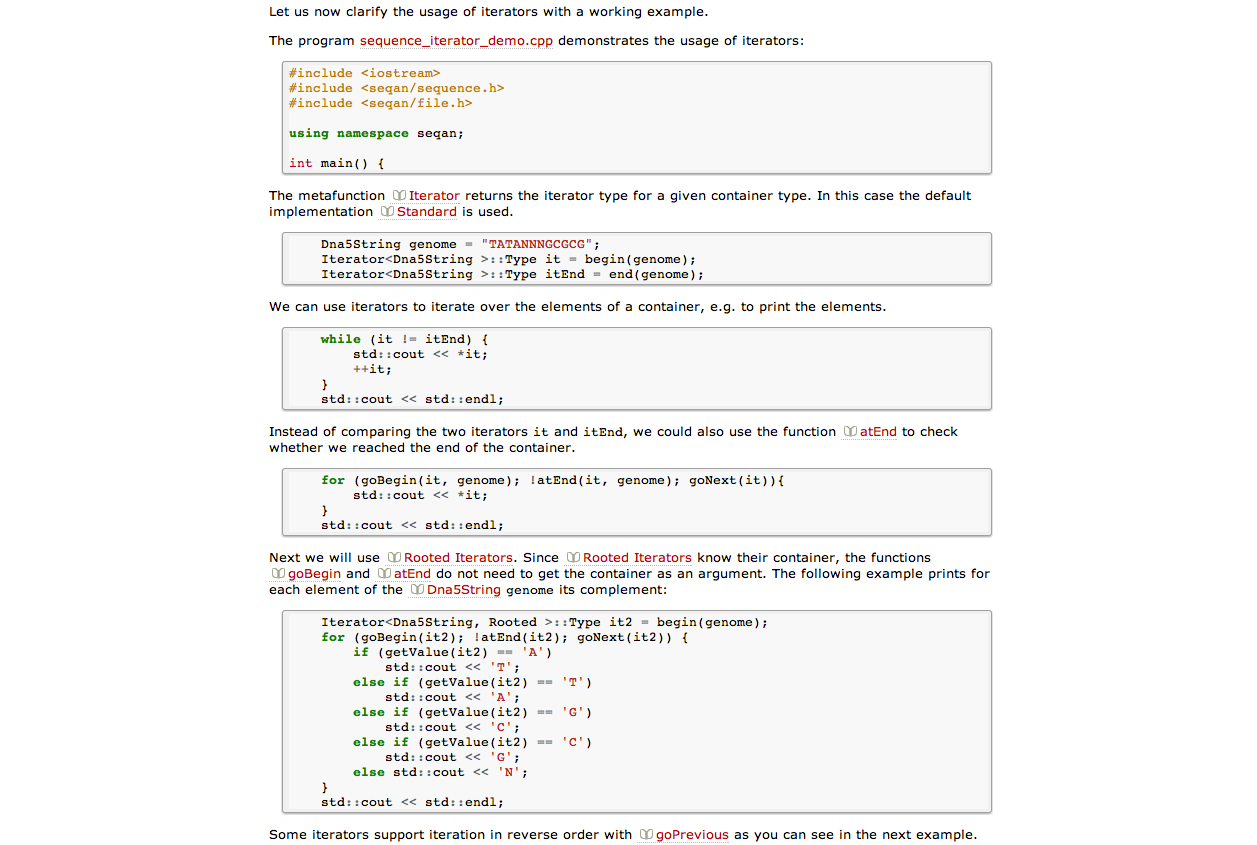 Let us now clarify the usage of iterators with a working example.
The program sequence_iterator_demo.cpp demonstrates the usage of iterators:
#include <iostream>
#include <seqan/sequence.h>
#include <seqan/file.h>
using namespace seqan;
int main() {
The metafunction Iterator returns the iterator type for a given container type. In this case the default
implementation Standard is used.
Dna5String genome = "TATANNNGCGCG";
Iterator<Dna5String >::Type it = begin(genome);
Iterator<Dna5String >::Type itEnd = end(genome);
We can use iterators to iterate over the elements of a container, e.g. to print the elements.
while (it != itEnd) {
std::cout << *it;
++it;
}
std::cout << std::endl;
Instead of comparing the two iterators it and itEnd, we could also use the function atEnd to check
whether we reached the end of the container.
for (goBegin(it, genome); !atEnd(it, genome); goNext(it)){
std::cout << *it;
}
std::cout << std::endl;
Next we will use Rooted Iterators. Since Rooted Iterators know their container, the functions
goBegin and atEnd do not need to get the container as an argument. The following example prints for
each element of the Dna5String genome its complement:
Iterator<Dna5String, Rooted >::Type it2 = begin(genome);
for (goBegin(it2); !atEnd(it2); goNext(it2)) {
if (getValue(it2) == 'A')
std::cout << 'T';
else if (getValue(it2) == 'T')
std::cout << 'A';
else if (getValue(it2) == 'G')
std::cout << 'C';
else if (getValue(it2) == 'C')
std::cout << 'G';
else std::cout << 'N';
}
std::cout << std::endl;
Some iterators support iteration in reverse order with goPrevious as you can see in the next example.